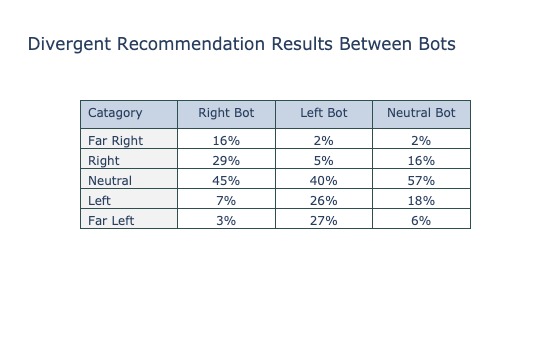 Divergent Recommendation Results Between Bots
Catagory Right Bot Left Bot Neutral Bot
Far Right 16% 2% 2%
Right 29% 5% 16%
Neutral 45% 40% 57%
Left 7% 26% 18%
Far Left 3% 27% 6%